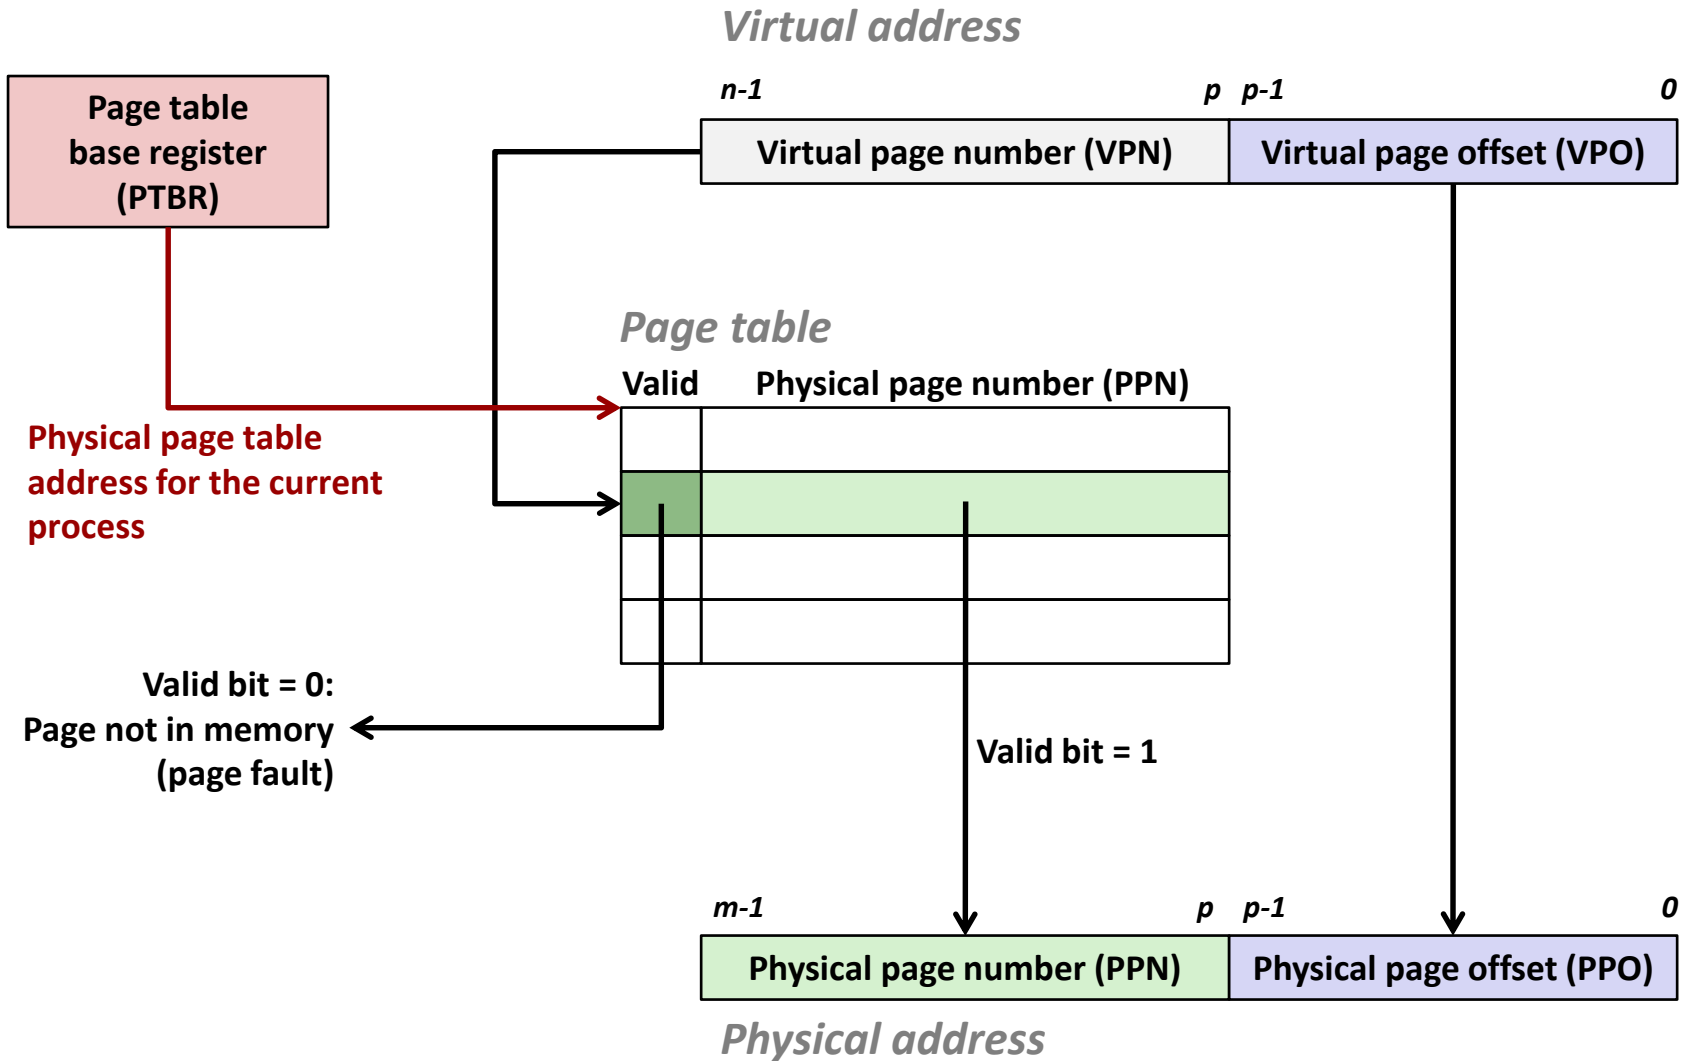 Virtual address
n-1 p p-1 0
Page table
base register
(PTBR)
Virtual page number (VPN) Virtual page offset (VPO)
Page table
Valid Physical page number (PPN)
Physical page table
address for the current
process
Valid bit = 0:
Page not in memory
(page fault)
Valid bit = 1
m-1 p p-1 0
Physical page number (PPN) Physical page offset (PPO)
Physical address